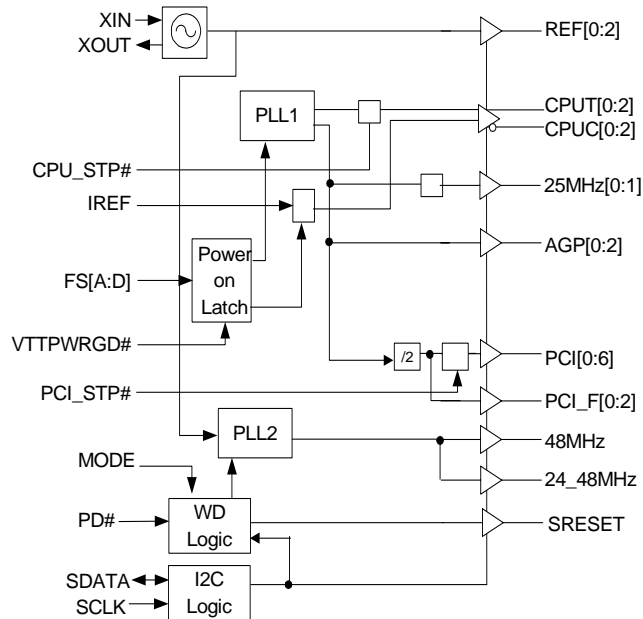 XIN
XOUT
REF[0:2]
PLL1
CPUT[0:2]
CPUC[0:2]
CPU_STP#
25MHz[0:1]
IREF
AGP[0:2]
Power
on
Latch
FS[A:D]
VTTPWRGD#
/2
PCI[0:6]
PCI_STP#
PCI_F[0:2]
PLL2
48MHz
MODE
24_48MHz
PD#
WD
Logic
SRESET
SDATA
SCLK
I2C
Logic